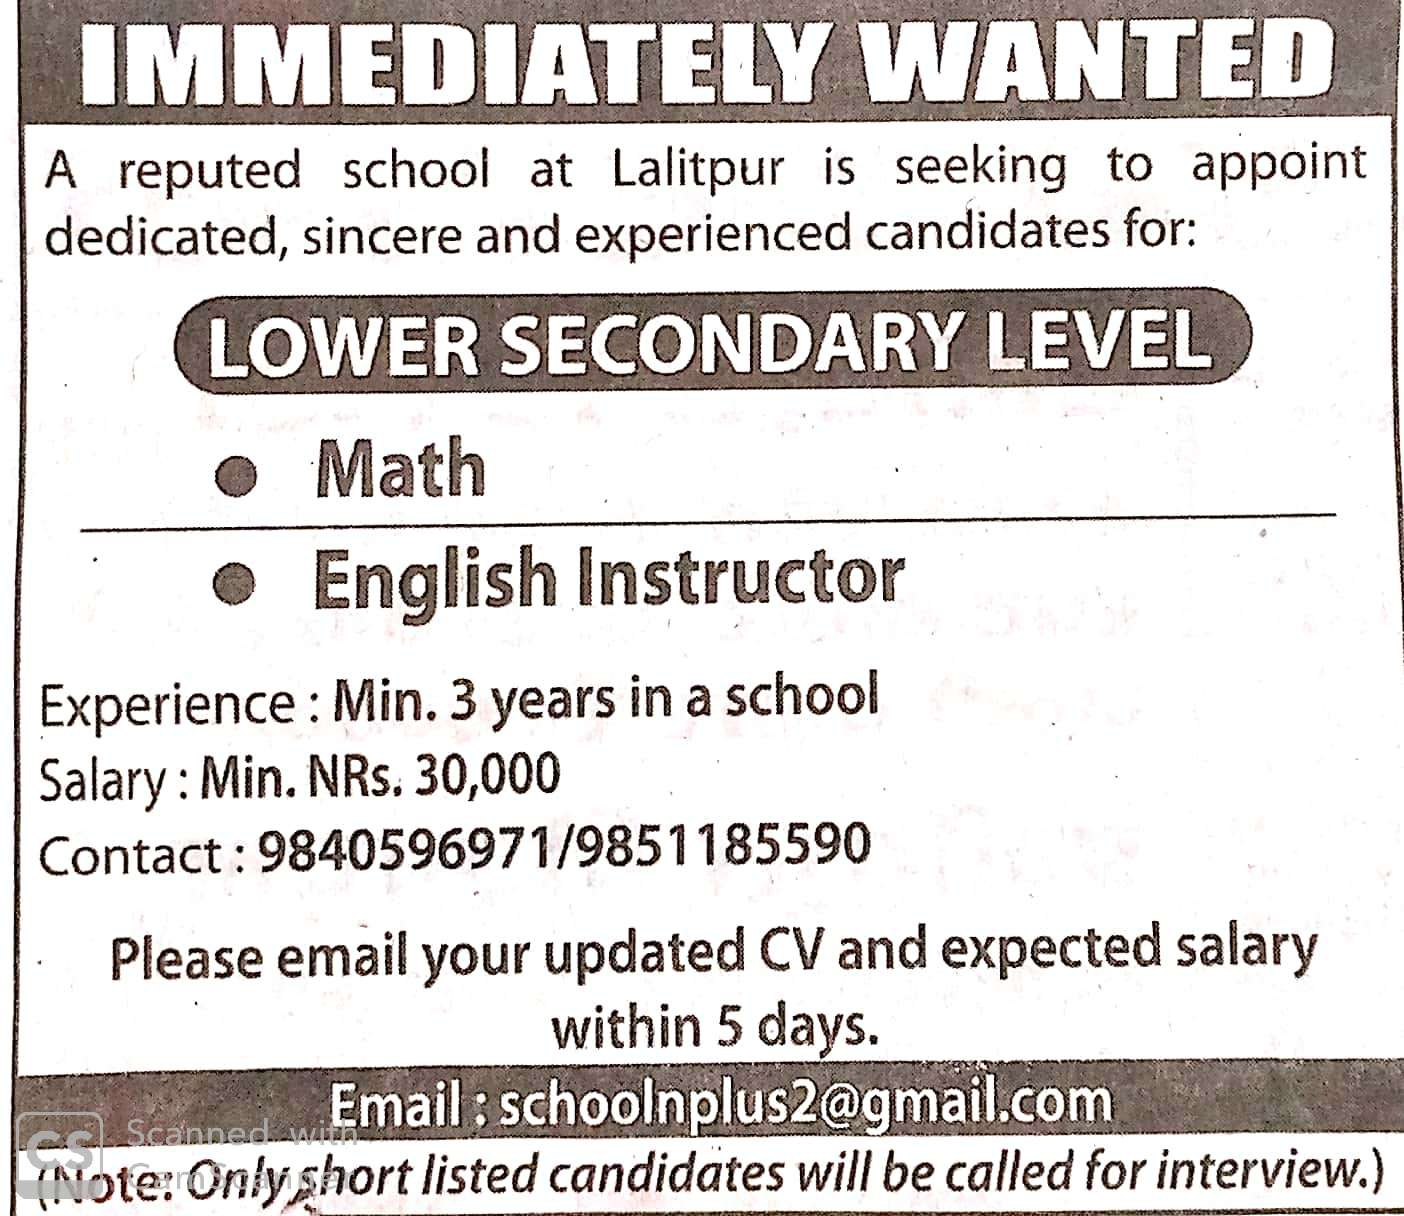 IMMEDIATELY WANTED
A reputed school at Lalitpur is seeking to appoint
dedicated, sincere and experienced candidates for:
LOWER SECONDARY LEVEL
● Math
● English Instructor
Experience : Min. 3 years in a school
Salary : Min. NRs. 30,000
Contact : 9840596971/9851185590
Please email your updated CV and expected salary
within 5 days.
Email : schoolnplus2@gmail.com
CS Scanned with
CamScanner
(Note: Only short listed candidates will be called for interview.)